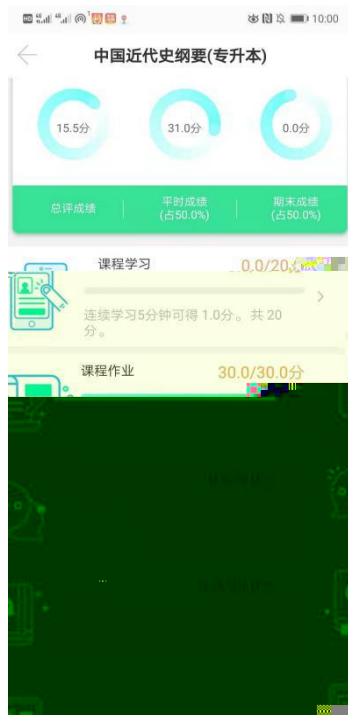 10:00
中国近代史纲要(专升本)
15.5分
31.0分
0.0分
总评成绩
平时成绩
(占50.0%)
期末成绩
(占50.0%)
课程学习
0.0/20.
连续学习5分钟可得 1.0分。共 20
分。
课程作业
30.0/30.0分